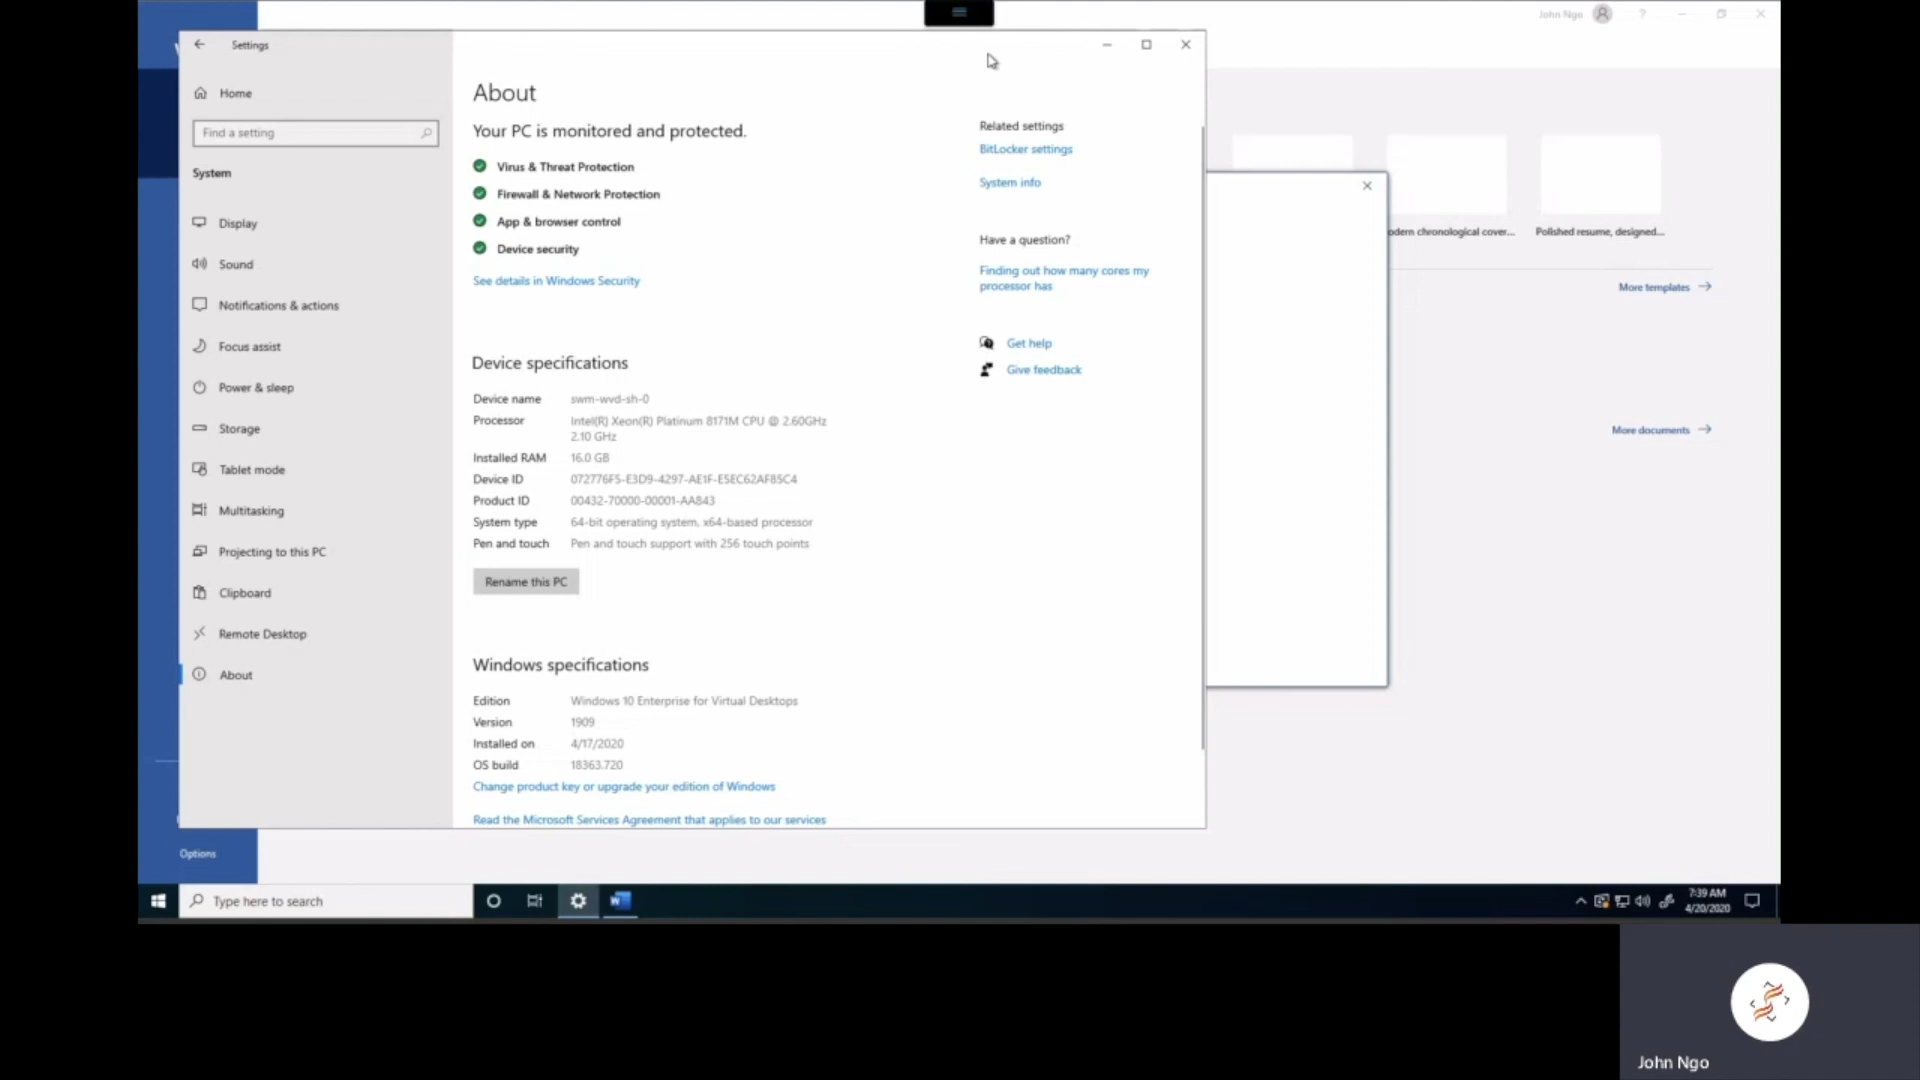 John Ngo
?
Settings
Home
Find a setting
System
Display
Sound
Notifications & actions
Focus assist
Power & sleep
Storage
Tablet mode
Multitasking
Projecting to this PC
Clipboard
Remote Desktop
About
About
Your PC is monitored and protected.
Virus & Threat Protection
Firewall & Network Protection
App & browser control
Device security
See details in Windows Security
Device specifications
Device name swm-wvd-sh-0
Processor Intel(R) Xeon(R) Platinum 8171M CPU @ 2.60GHz
2.10 GHz
Installed RAM 16.0 GB
Device ID 072776F5-E3D9-4297-AE1F-E5EC62AF85C4
Product ID 00432-70000-00001-AA843
System type 64-bit operating system, x64-based processor
Pen and touch Pen and touch support with 256 touch points
Rename this PC
Windows specifications
Edition Windows 10 Enterprise for Virtual Desktops
Version 1909
Installed on 4/17/2020
OS build 18363.720
Change product key or upgrade your edition of Windows
Read the Microsoft Services Agreement that applies to our services
Related settings
BitLocker settings
System info
Have a question?
Finding out how many cores my
processor has
Get help
Give feedback
odern chronological cover...
Polished resume, designed...
More templates
More documents
Options
Type here to search
7:39 AM
4/20/2020
John Ngo